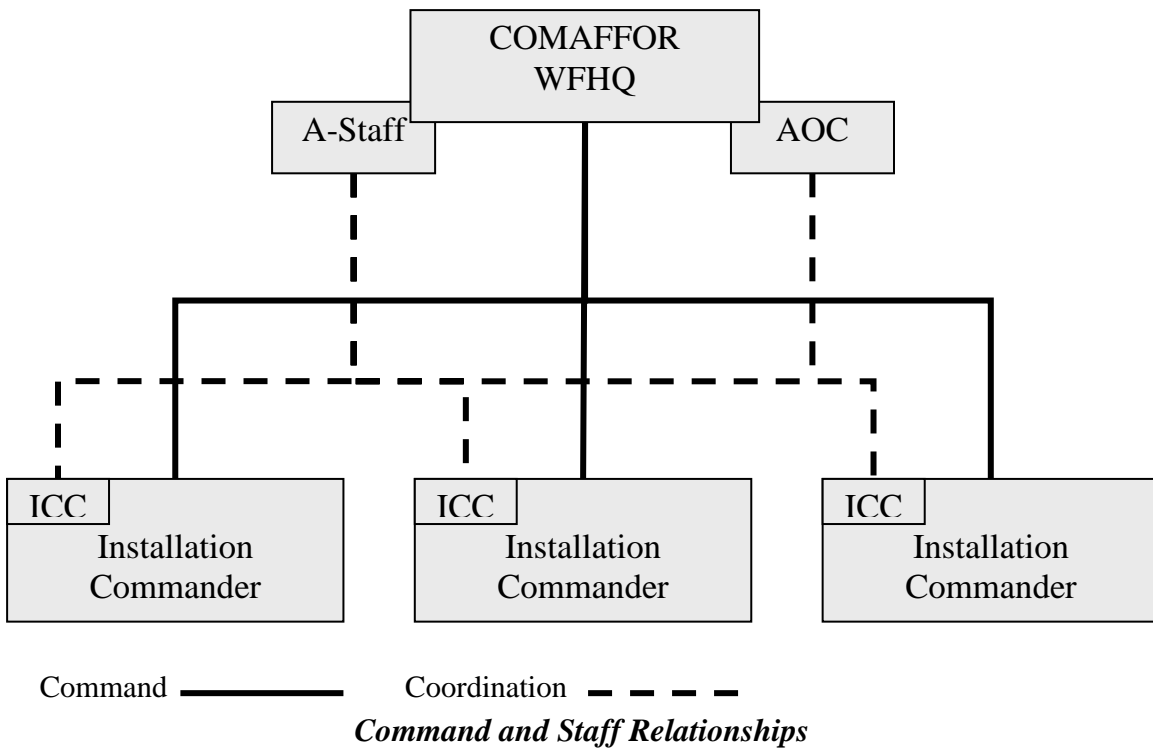 COMAFFOR
WFHQ
A-Staff
AOC
ICC
Installation
Commander
ICC
Installation
Commander
ICC
Installation
Commander
Command
Coordination
Command and Staff Relationships